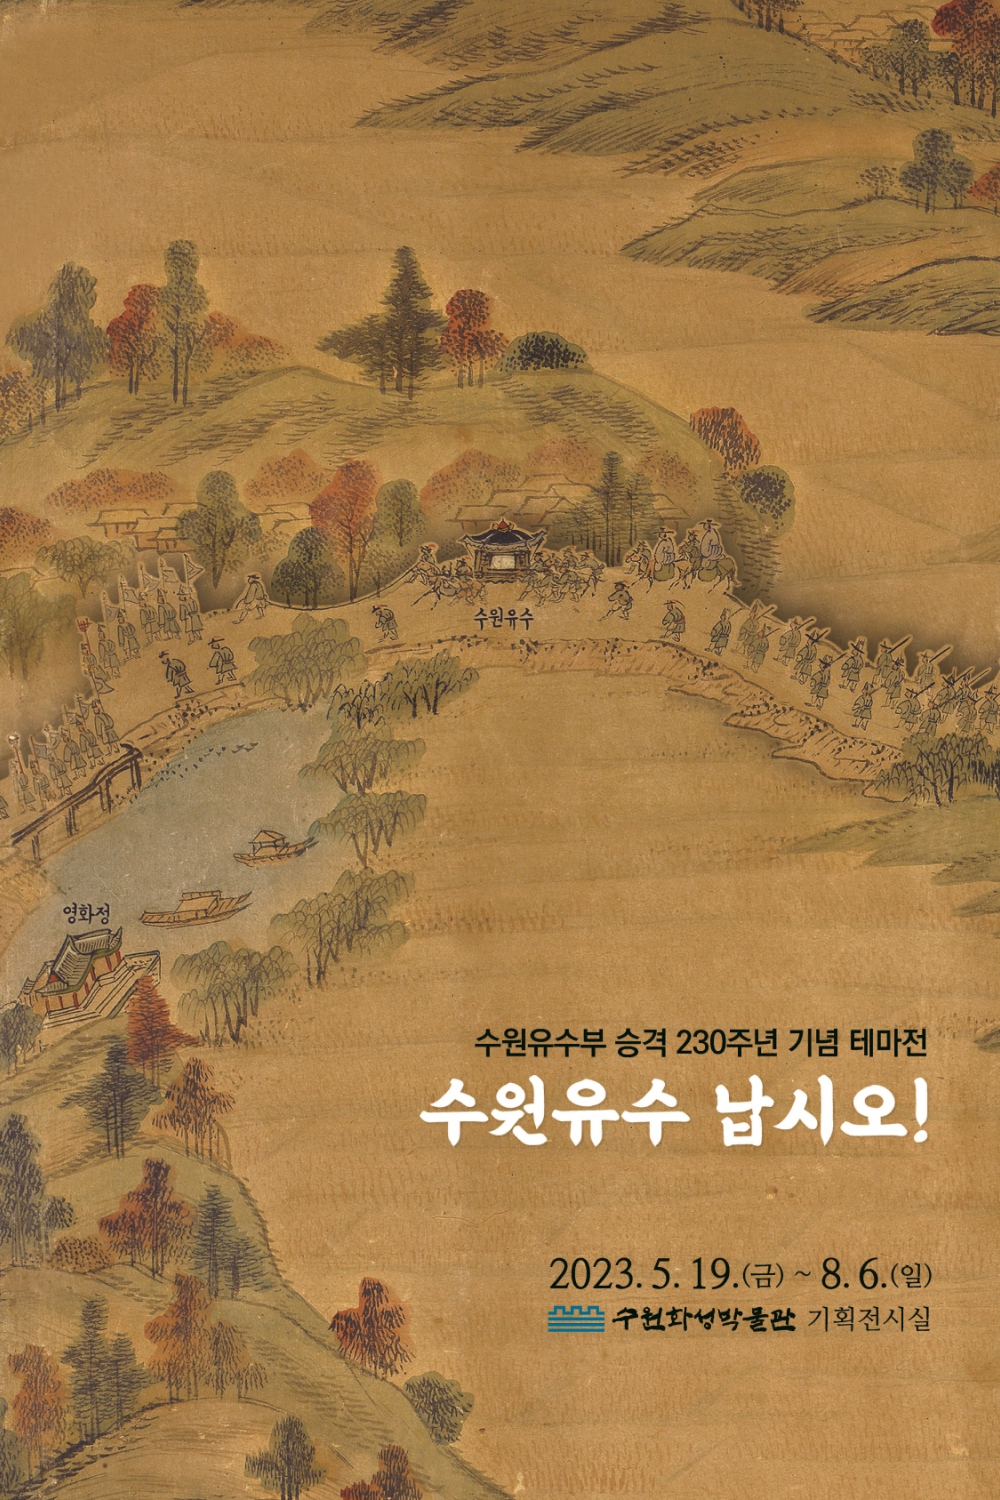 수원유수
영화정
수원유수부 승격 230주년 기념 테마전
수원유수 납시오!
2023. 5. 19.(금) ~ 8. 6.(일)
수원화성박물관 기획전시실